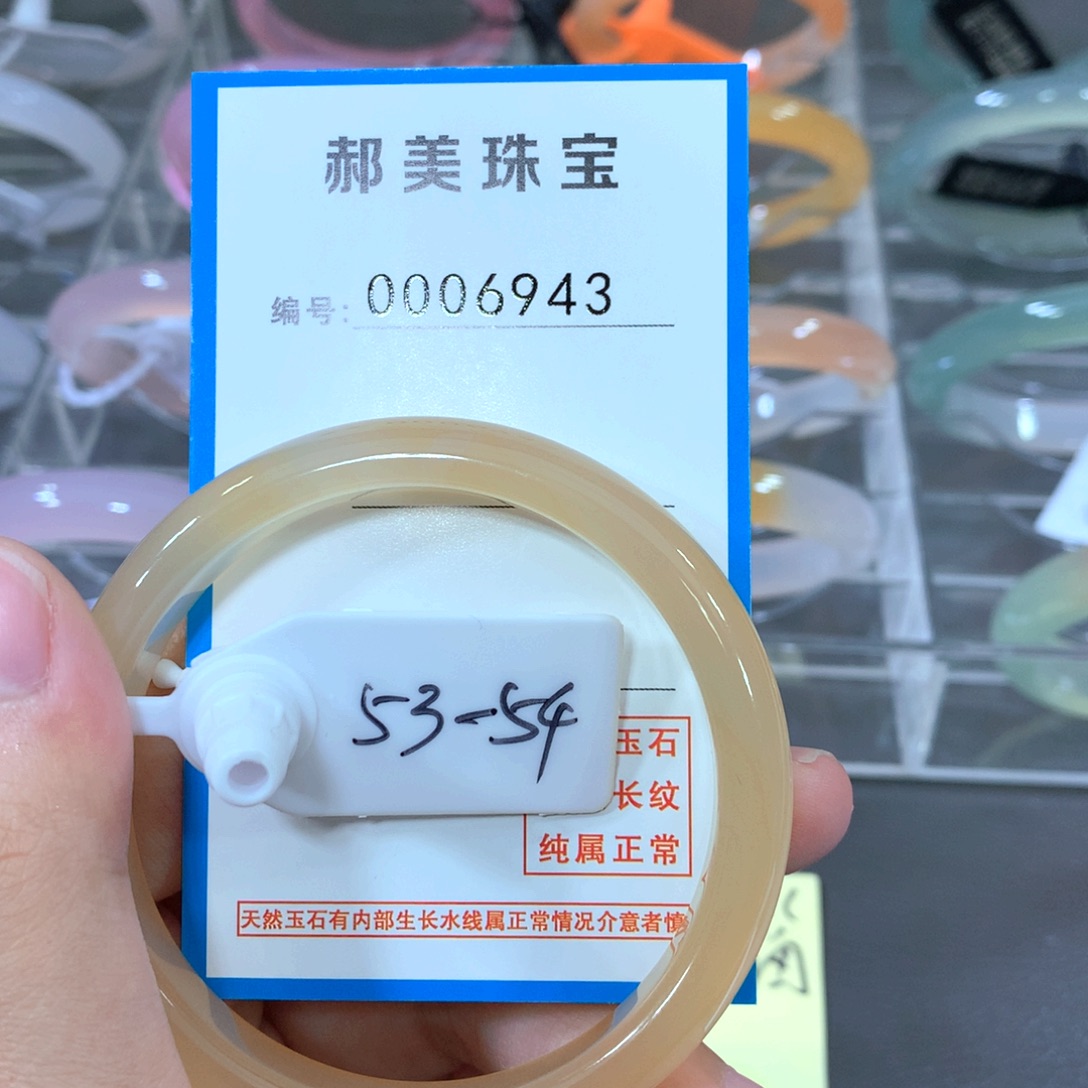 郝美珠宝
编号: 0006943
53-54
玉石
长纹
纯属正常
天然玉石有内部生长水线属正常情况介意者慎